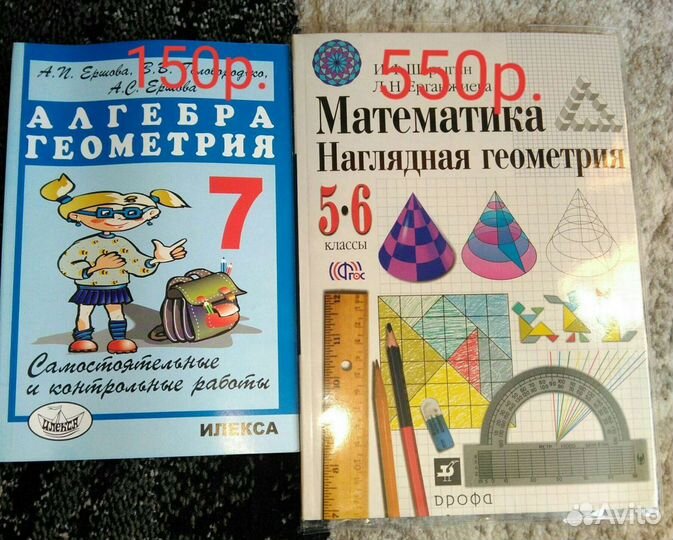 150р.
А.П. Ершова, В.В. Голобородько,
А.С. Ершова
АЛГЕБРА
ГЕОМЕТРИЯ
7
Самостоятельные
и контрольные работы
ИЛЕКСА
ИЛЕКСА
550р.
И.Ф. Шарыгин
Л.Н. Ерганжиева
Математика
Наглядная геометрия
5·6
классы
ФГОС
дрофа
Avito